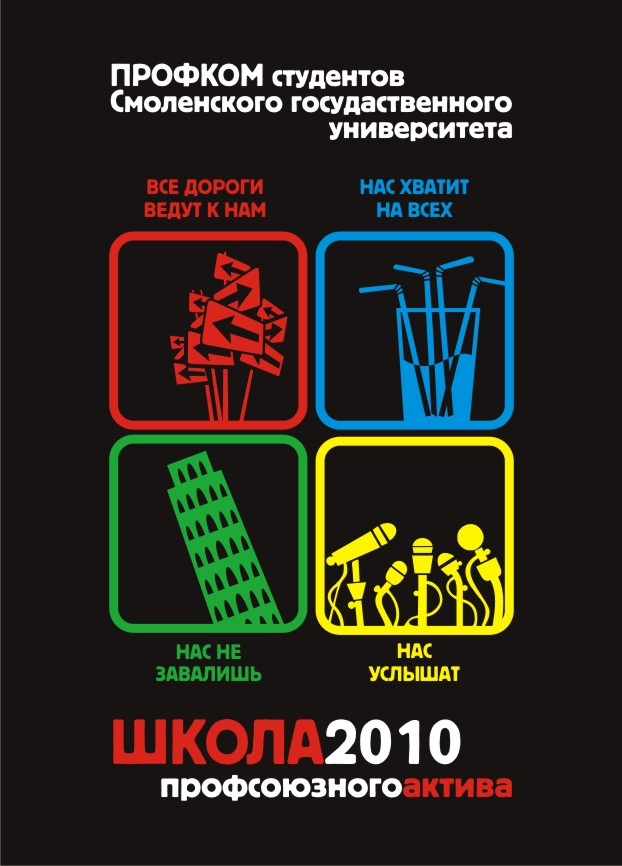 ПРОФКОМ студентов
Смоленского госудаственного
университета
ВСЕ ДОРОГИ
ВЕДУТ К НАМ
НАС ХВАТИТ
НА ВСЕХ
НАС НЕ
ЗАВАЛИШЬ
НАС
УСЛЫШАТ
ШКОЛА2010
профсоюзногоактива